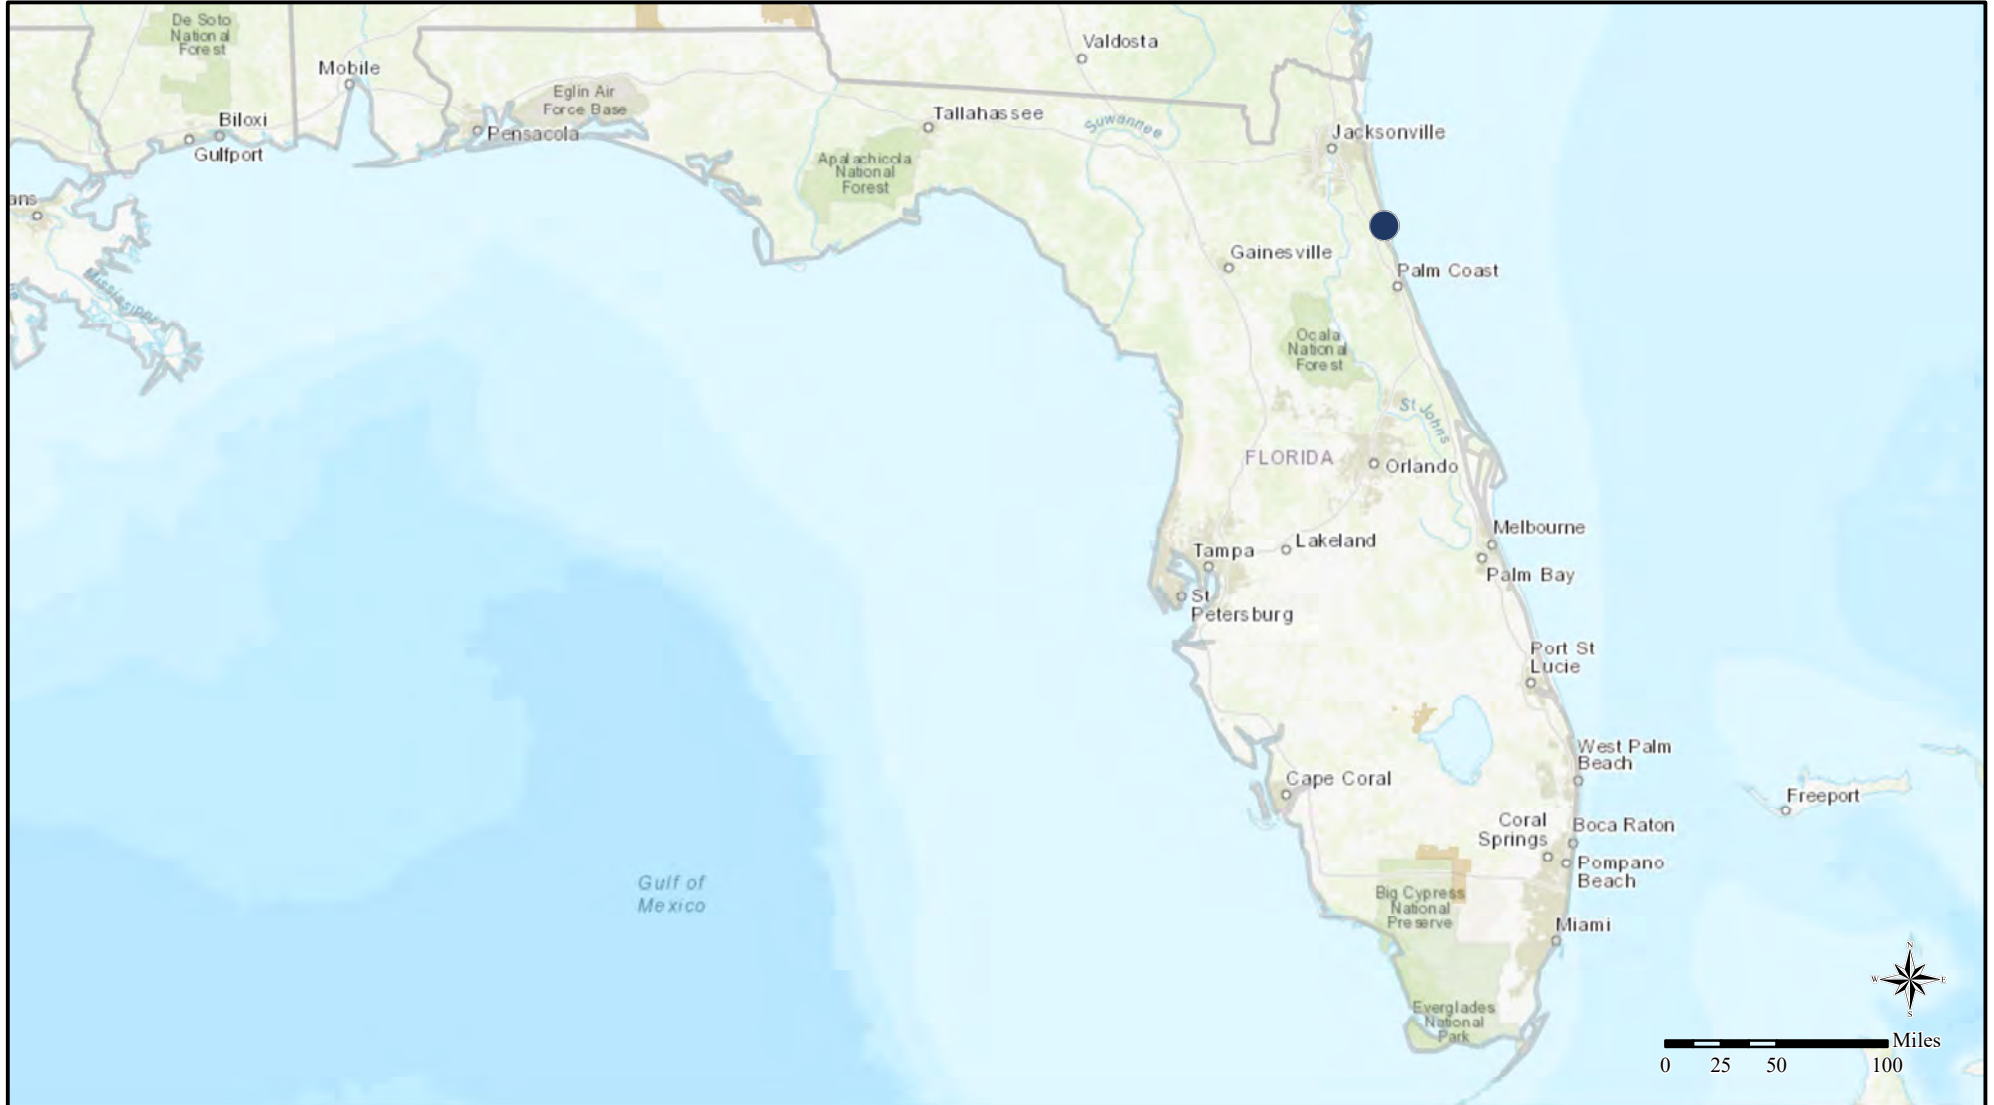 De Soto
National
Forest
Valdosta
Mobile
Eglin Air
Force Base
Biloxi
Tallahassee
Suwannee
Pensacola
Jacksonville
Gulfport
Apalachicola
National
Forest
ans
Gainesville
Palm Coast
Mississippi
Ocala
National
Forest
St Johns
FLORIDA
Orlando
Melbourne
Lakeland
Tampa
Palm Bay
St
Petersburg
Port St
Lucie
West Palm
Beach
Cape Coral
Freeport
Coral
Springs
Boca Raton
Pompano
Beach
Gulf of
Mexico
Big Cypress
National
Preserve
Miami
N
W
E
S
Everglades
National
Park
Miles
0 25 50 100